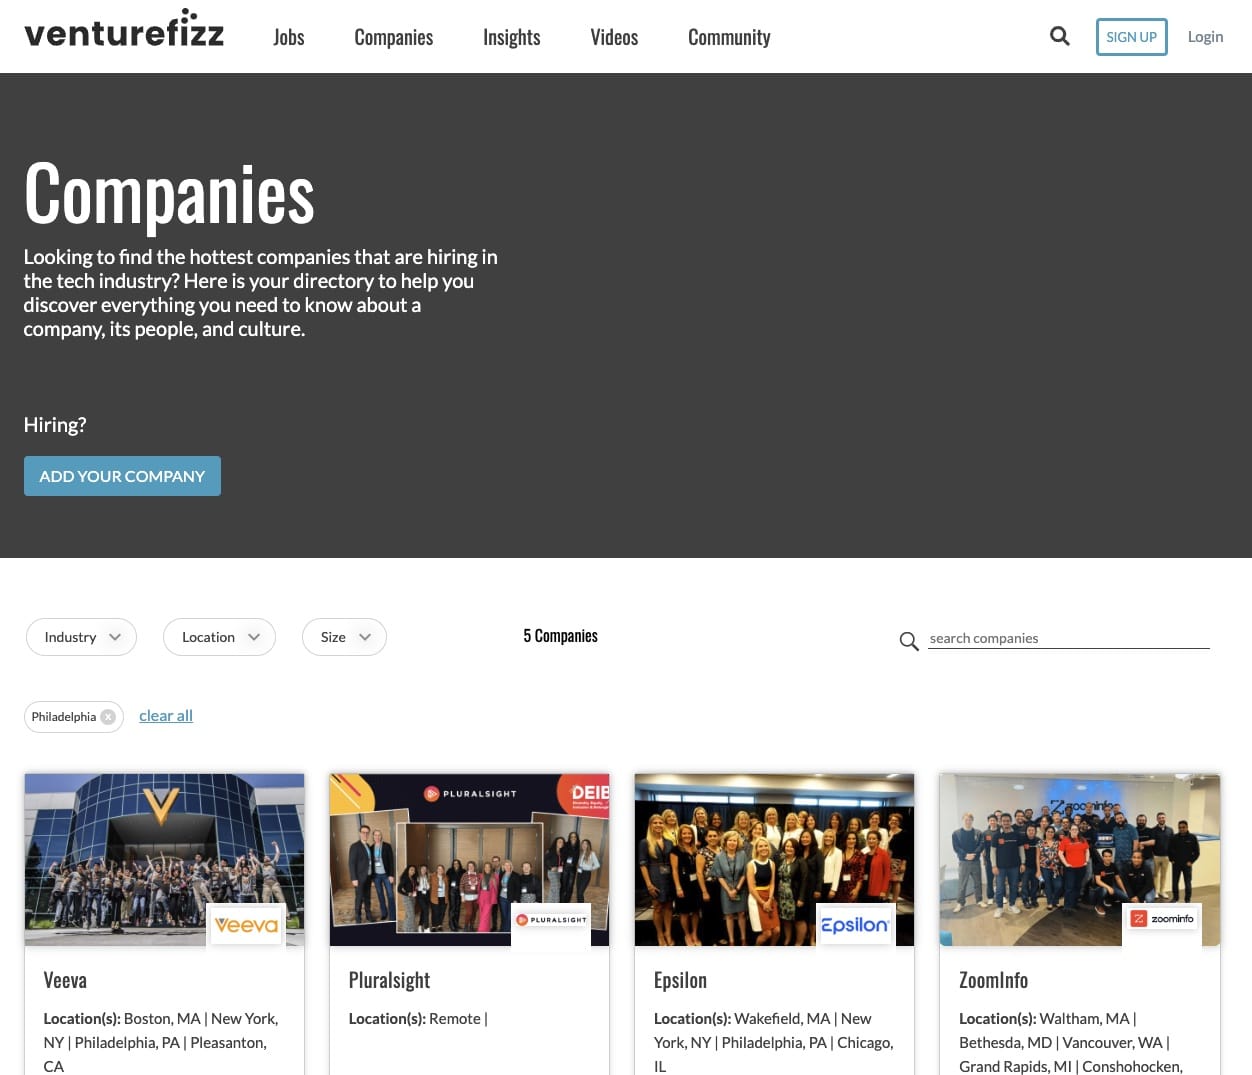 venturefizz
Jobs
Companies
Insights
Videos
Community
SIGN UP
Login
Companies
Looking to find the hottest companies that are hiring in
the tech industry? Here is your directory to help you
discover everything you need to know about a
company, its people, and culture.
Hiring?
ADD YOUR COMPANY
Industry
Location
Size
5 Companies
search companies
Philadelphia x
clear all
veeva
PLURALSIGHT
DEIB
PLURALSIGHT
Epsilon
zoominfo
zoominfo
Veeva
Location(s): Boston, MA | New York,
NY | Philadelphia, PA | Pleasanton,
CA
Pluralsight
Location(s): Remote |
Epsilon
Location(s): Wakefield, MA | New
York, NY | Philadelphia, PA | Chicago,
IL
ZoomInfo
Location(s): Waltham, MA |
Bethesda, MD | Vancouver, WA |
Grand Rapids, MI | Conshohocken,